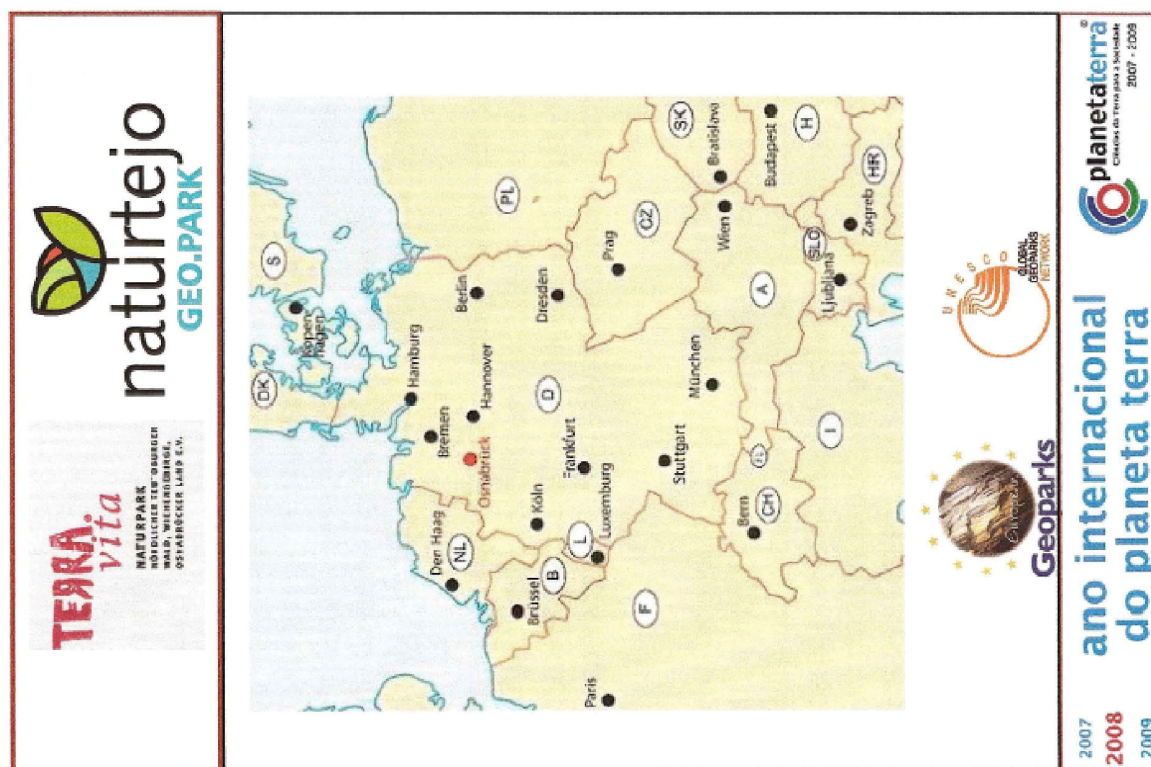 TERRA.
vita
NATURPARK
NÖRDLICHER TEUTOBURGER
WALD, WIEHENGEBIRGE,
OSNABRÜCKER LAND E.V.
naturtejo
GEO.PARK
DK
S
Kopen-
hagen
Hamburg
Bremen
Hannover
Berlin
Osnabrück
Den Haag
NL
PL
Brüssel
B
Köln
D
Dresden
L
Luxemburg
Frankfurt
Paris
F
Prag
CZ
Stuttgart
SK
Bratislava
München
Wien
Bern
CH
FL
A
Budapest
H
I
SLO
Ljubljana
Zagreb
HR
European
Geoparks
UNESCO
GLOBAL
GEOPARKS
NETWORK
2007
2008
2009
ano internacional
do planeta terra
planetaterra®
Ciências da Terra para a Sociedade
2007 - 2009